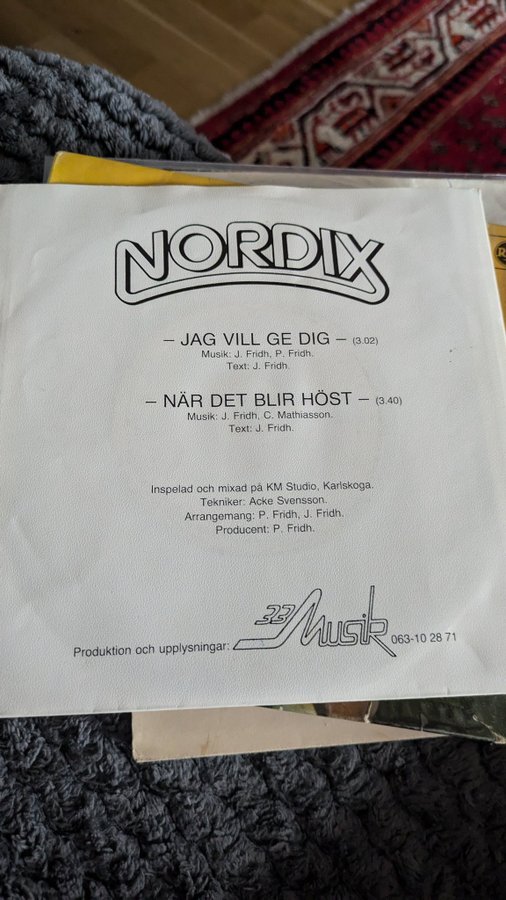 NORDIX
– JAG VILL GE DIG – (3.02)
Musik: J. Fridh, P. Fridh.
Text: J. Fridh.
– NÄR DET BLIR HÖST – (3.40)
Musik: J. Fridh, C. Mathiasson.
Text: J. Fridh.
Inspelad och mixad på KM Studio, Karlskoga.
Tekniker: Acke Svensson.
Arrangemang: P. Fridh, J. Fridh.
Producent: P. Fridh.
Produktion och upplysningar: 33 Musik 063-10 28 71